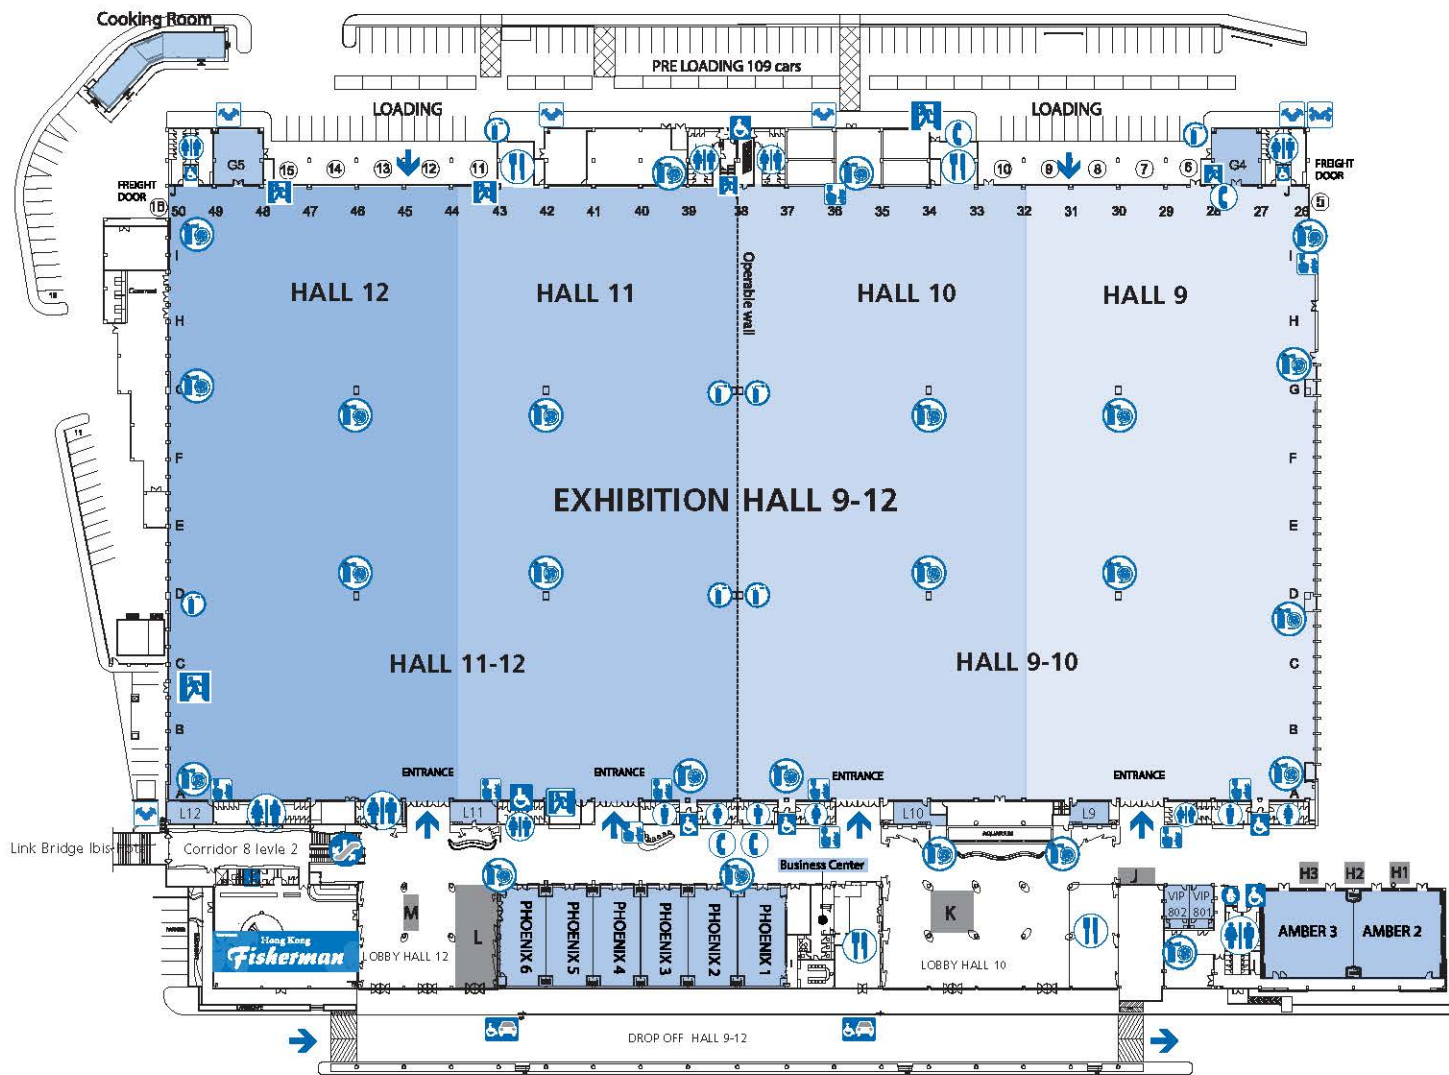 Cooking Room
PRE LOADING 109 cars
LOADING
LOADING
G5
15
14
13
12
11
10
9
8
7
6
G4
FREIGHT
DOOR
FREIGHT
DOOR
16
5
J
J
50
49
48
47
46
45
44
43
42
41
40
39
38
37
36
35
34
33
32
31
30
29
28
27
26
I
I
HALL 12
HALL 11
Operable wall
HALL 10
HALL 9
H
H
G
G
F
F
EXHIBITION HALL 9-12
E
E
D
D
HALL 11-12
HALL 9-10
C
C
B
B
ENTRANCE
ENTRANCE
ENTRANCE
ENTRANCE
A
A
L12
L11
L10
L9
AQUARIUM
Link Bridge Ibis Hotel
Corridor 8 levle 2
Business Center
J
H3
H2
H1
M
L
K
VIP
802
VIP
801
PHOENIX 6
PHOENIX 5
PHOENIX 4
PHOENIX 3
PHOENIX 2
PHOENIX 1
AMBER 3
AMBER 2
Hong Kong
Fisherman
LOBBY HALL 12
LOBBY HALL 10
DROP OFF HALL 9-12